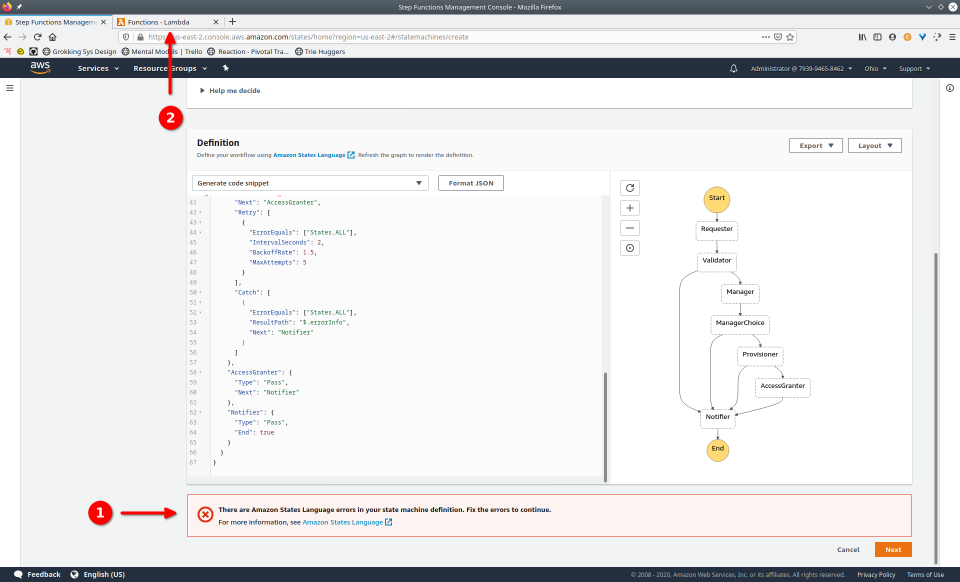 Step Functions Management Console - Mozilla Firefox
Step Functions Managemen
Functions - Lambda
us-east-2.console.aws.amazon.com/states/home?region=us-east-2#/statemachines/create
Grokking Sys Design
Mental Models | Trello
Reaction - Pivotal Tra...
Trie Huggers
aws
Services
Resource Groups
Administrator @ 7939-9465-8462
Ohio
Support
2
Help me decide
Definition
Define your workflow using Amazon States Language. Refresh the graph to render the definition.
Export
Layout
Generate code snippet
Format JSON
41 "Next": "AccessGranter",
42 "Retry": [
43 {
44 "ErrorEquals": ["States.ALL"],
45 "IntervalSeconds": 2,
46 "BackoffRate": 1.5,
47 "MaxAttempts": 5
48 }
49 ],
50 "Catch": [
51 {
52 "ErrorEquals": ["States.ALL"],
53 "ResultPath": "$.errorInfo",
54 "Next": "Notifier"
55 }
56 ]
57 },
58 "AccessGranter": {
59 "Type": "Pass",
60 "Next": "Notifier"
61 },
62 "Notifier": {
63 "Type": "Pass",
64 "End": true
65 }
66 }
67 }
Start
Requester
Validator
Manager
ManagerChoice
Provisioner
AccessGranter
Notifier
End
1
There are Amazon States Language errors in your state machine definition. Fix the errors to continue.
For more information, see Amazon States Language
Cancel
Next
Feedback
English (US)
© 2008 - 2020, Amazon Web Services, Inc. or its affiliates. All rights reserved.
Privacy Policy
Terms of Use